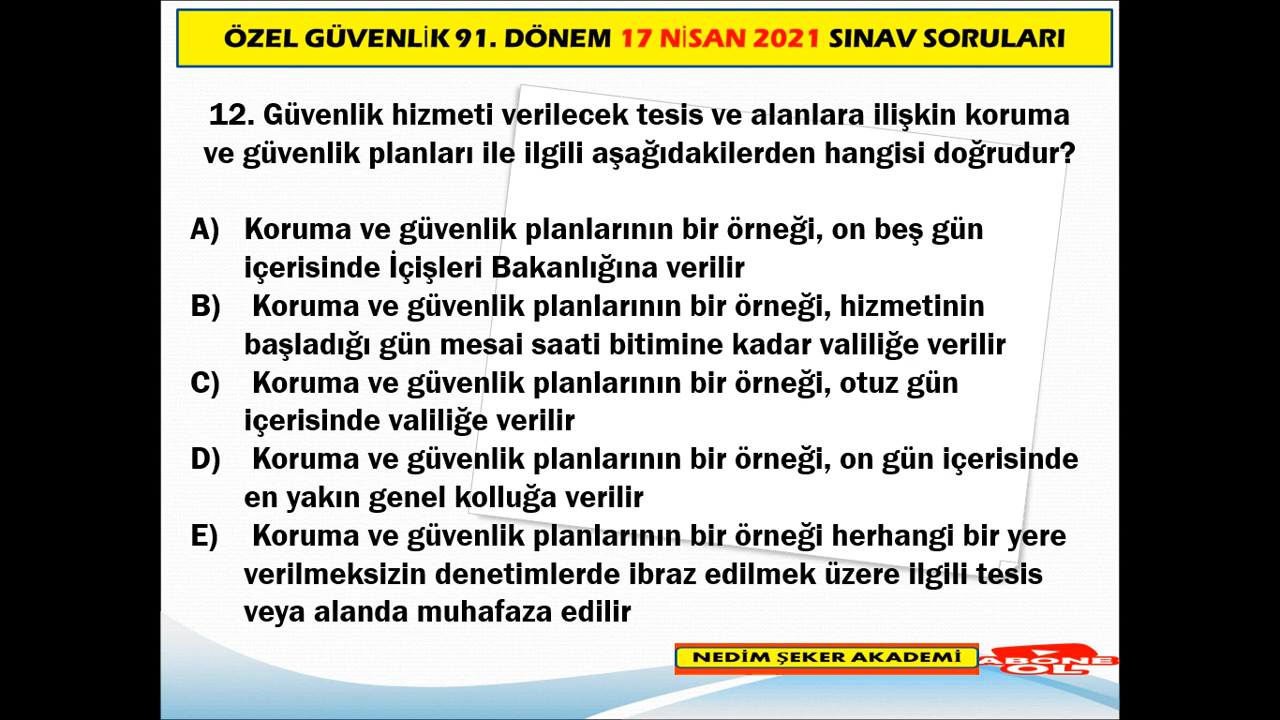 ÖZEL GÜVENLİK 91. DÖNEM 17 NİSAN 2021 SINAV SORULARI
12. Güvenlik hizmeti verilecek tesis ve alanlara ilişkin koruma
ve güvenlik planları ile ilgili aşağıdakilerden hangisi doğrudur?
A) Koruma ve güvenlik planlarının bir örneği, on beş gün
içerisinde İçişleri Bakanlığına verilir
B) Koruma ve güvenlik planlarının bir örneği, hizmetinin
başladığı gün mesai saati bitimine kadar valiliğe verilir
C) Koruma ve güvenlik planlarının bir örneği, otuz gün
içerisinde valiliğe verilir
D) Koruma ve güvenlik planlarının bir örneği, on gün içerisinde
en yakın genel kolluğa verilir
E) Koruma ve güvenlik planlarının bir örneği herhangi bir yere
verilmeksizin denetimlerde ibraz edilmek üzere ilgili tesis
veya alanda muhafaza edilir
NEDİM ŞEKER AKADEMİ
ABONE
OL